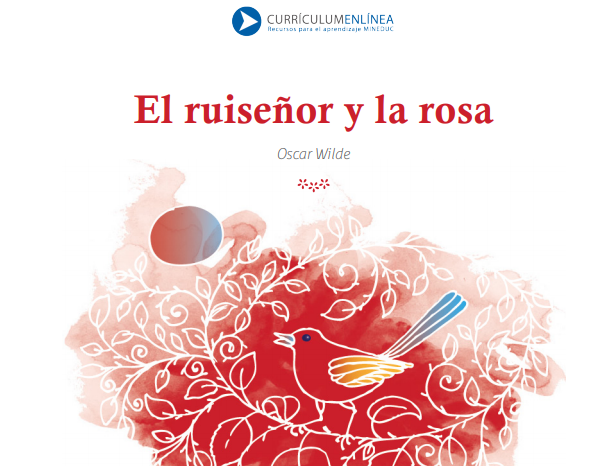 CURRÍCULUMENLÍNEA
Recursos para el aprendizaje MINEDUC
El ruiseñor y la rosa
Oscar Wilde